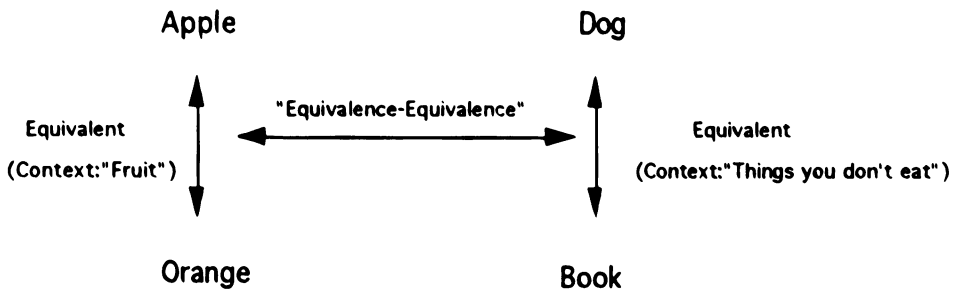 Apple
Dog
"Equivalence-Equivalence"
Equivalent
(Context:"Fruit")
Equivalent
(Context:"Things you don't eat")
Orange
Book